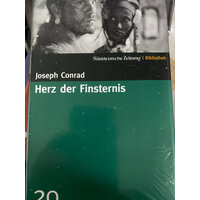 Süddeutsche Zeitung | Bibliothek
Joseph Conrad
Herz der Finsternis
20